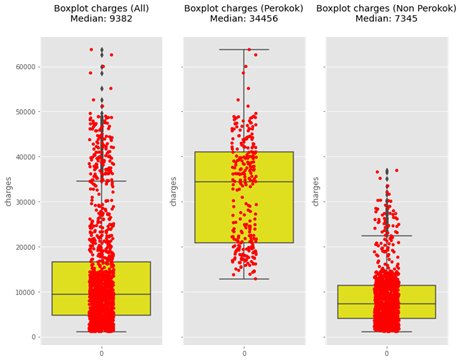 Boxplot charges (All)
Median: 9382
Boxplot charges (Perokok)
Median: 34456
Boxplot charges (Non Perokok)
Median: 7345
60000
50000
40000
30000
20000
10000
0
charges
charges
charges
0
0
0